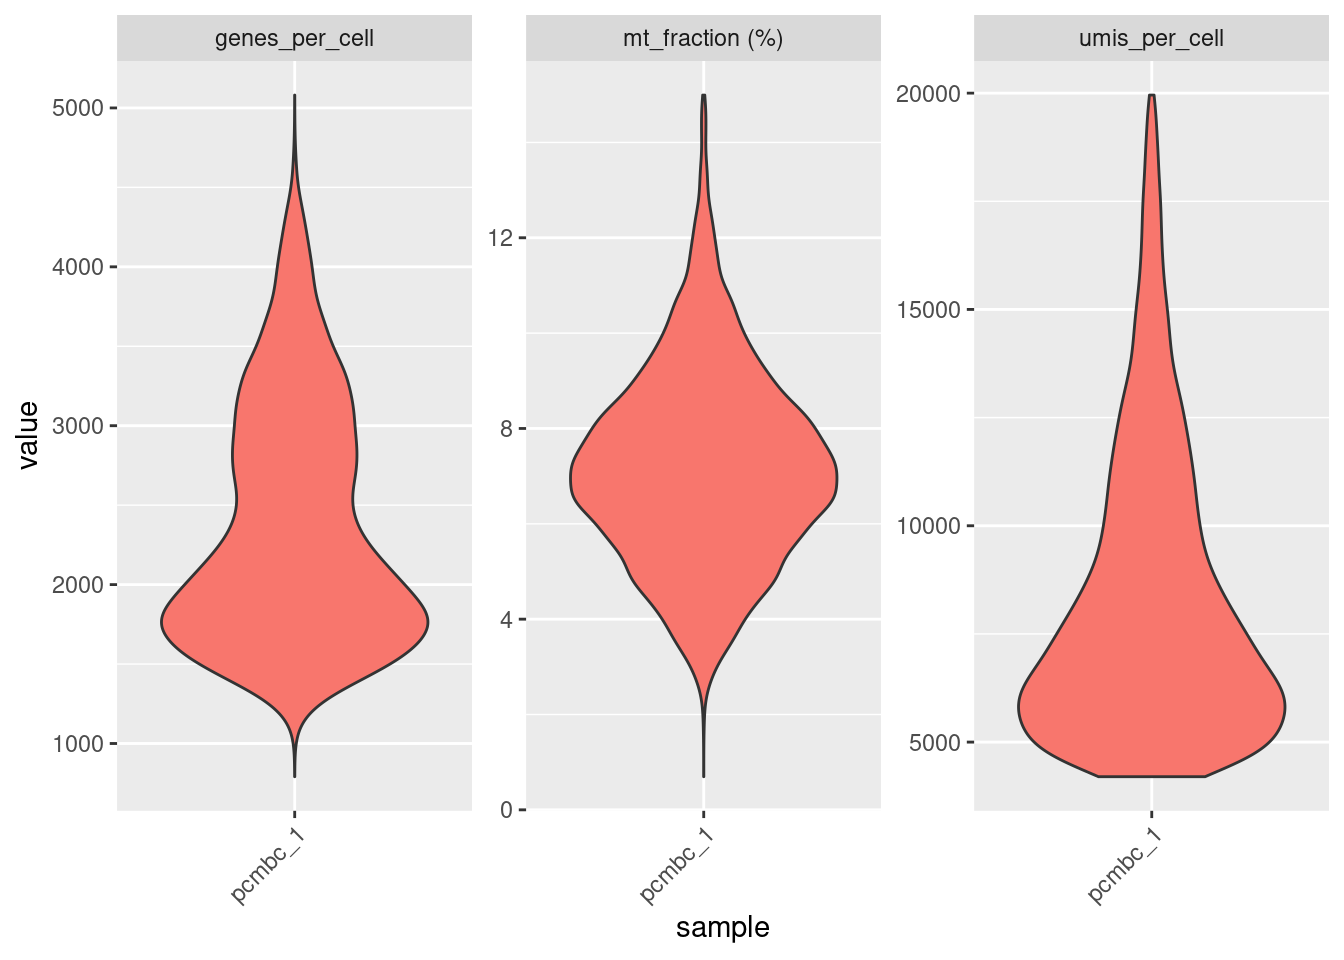 genes_per_cell
mt_fraction (%)
umis_per_cell
value
5000
4000
3000
2000
1000
12
8
4
0
20000
15000
10000
5000
pcmbc_1
pcmbc_1
pcmbc_1
sample